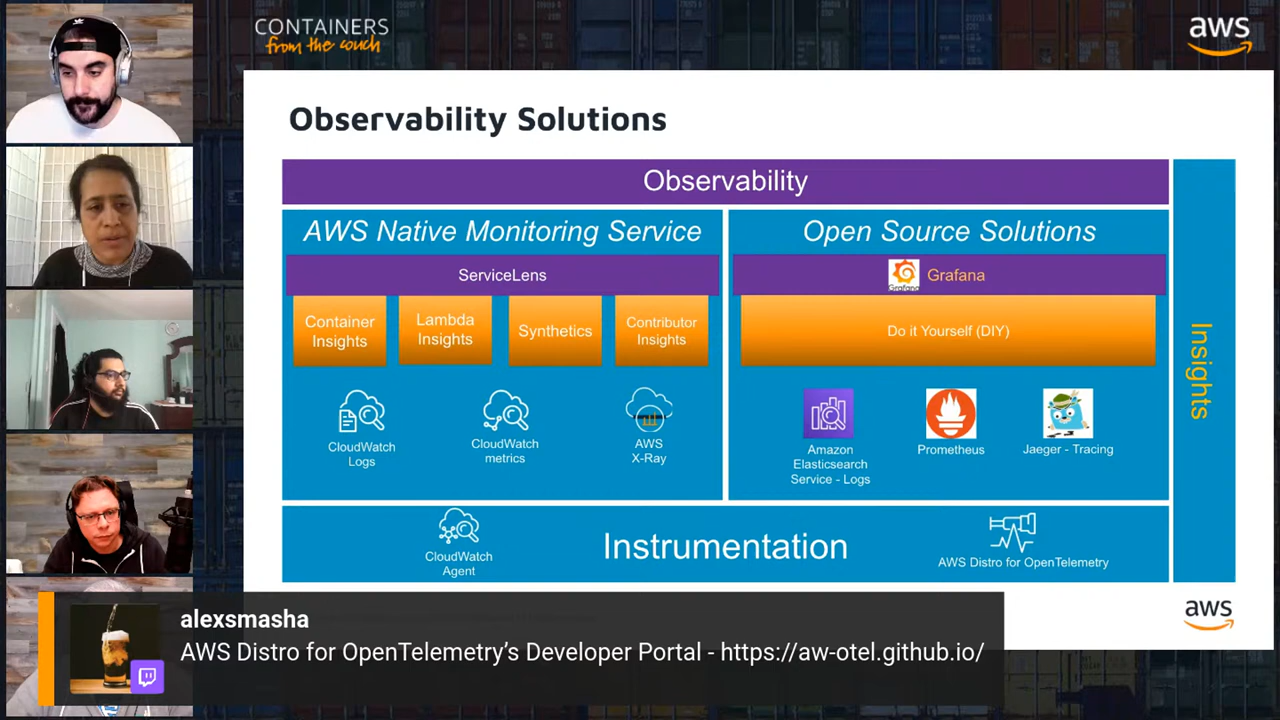 CONTAINERS
from the couch
aws
Observability Solutions
Observability
AWS Native Monitoring Service
ServiceLens
Container
Insights
Lambda
Insights
Synthetics
Contributor
Insights
CloudWatch
Logs
CloudWatch
metrics
AWS
X-Ray
Open Source Solutions
Grafana
Grafana
Do it Yourself (DIY)
Amazon
Elasticsearch
Service - Logs
Prometheus
Jaeger - Tracing
Insights
CloudWatch
Agent
Instrumentation
AWS Distro for OpenTelemetry
aws
alexsmasha
AWS Distro for OpenTelemetry’s Developer Portal - https://aw-otel.github.io/